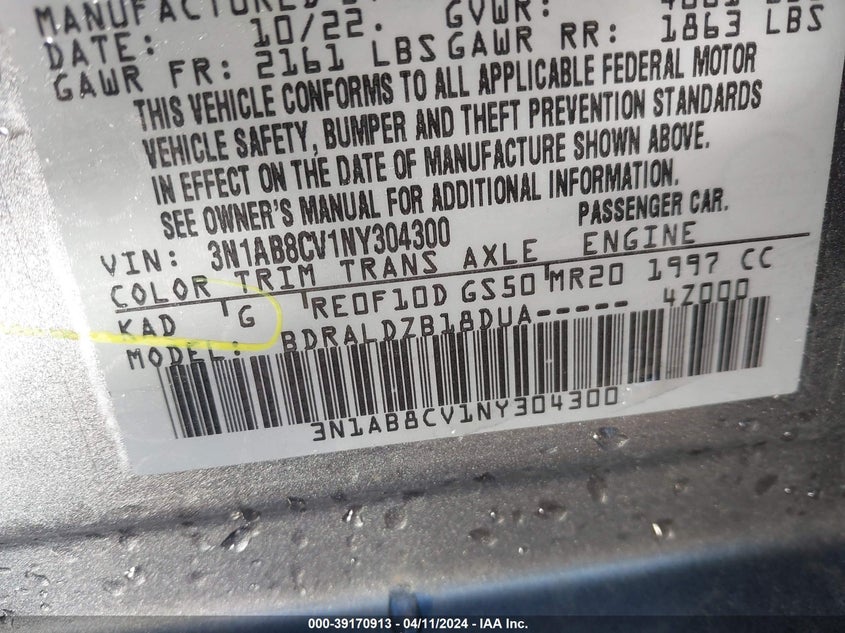 MANUFACTURED
DATE: 10/22. GVWR:
GAWR FR: 2161 LBS GAWR RR: 1863 LBS
THIS VEHICLE CONFORMS TO ALL APPLICABLE FEDERAL MOTOR
VEHICLE SAFETY, BUMPER AND THEFT PREVENTION STANDARDS
IN EFFECT ON THE DATE OF MANUFACTURE SHOWN ABOVE.
SEE OWNER'S MANUAL FOR ADDITIONAL INFORMATION.
PASSENGER CAR.
VIN: 3N1AB8CV1NY304300
COLOR TRIM TRANS AXLE ENGINE
KAD G RE0F10D GS50 MR20 1997 CC
MODEL: BDRALDZB18DUA----- 4Z000
3N1AB8CV1NY304300
000-39170913 - 04/11/2024 - IAA Inc.